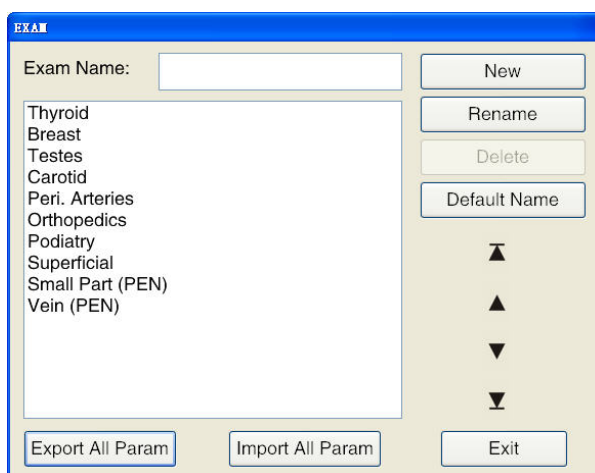 EXAM
Exam Name:
New
Rename
Delete
Default Name
Thyroid
Breast
Testes
Carotid
Peri. Arteries
Orthopedics
Podiatry
Superficial
Small Part (PEN)
Vein (PEN)
Export All Param
Import All Param
Exit